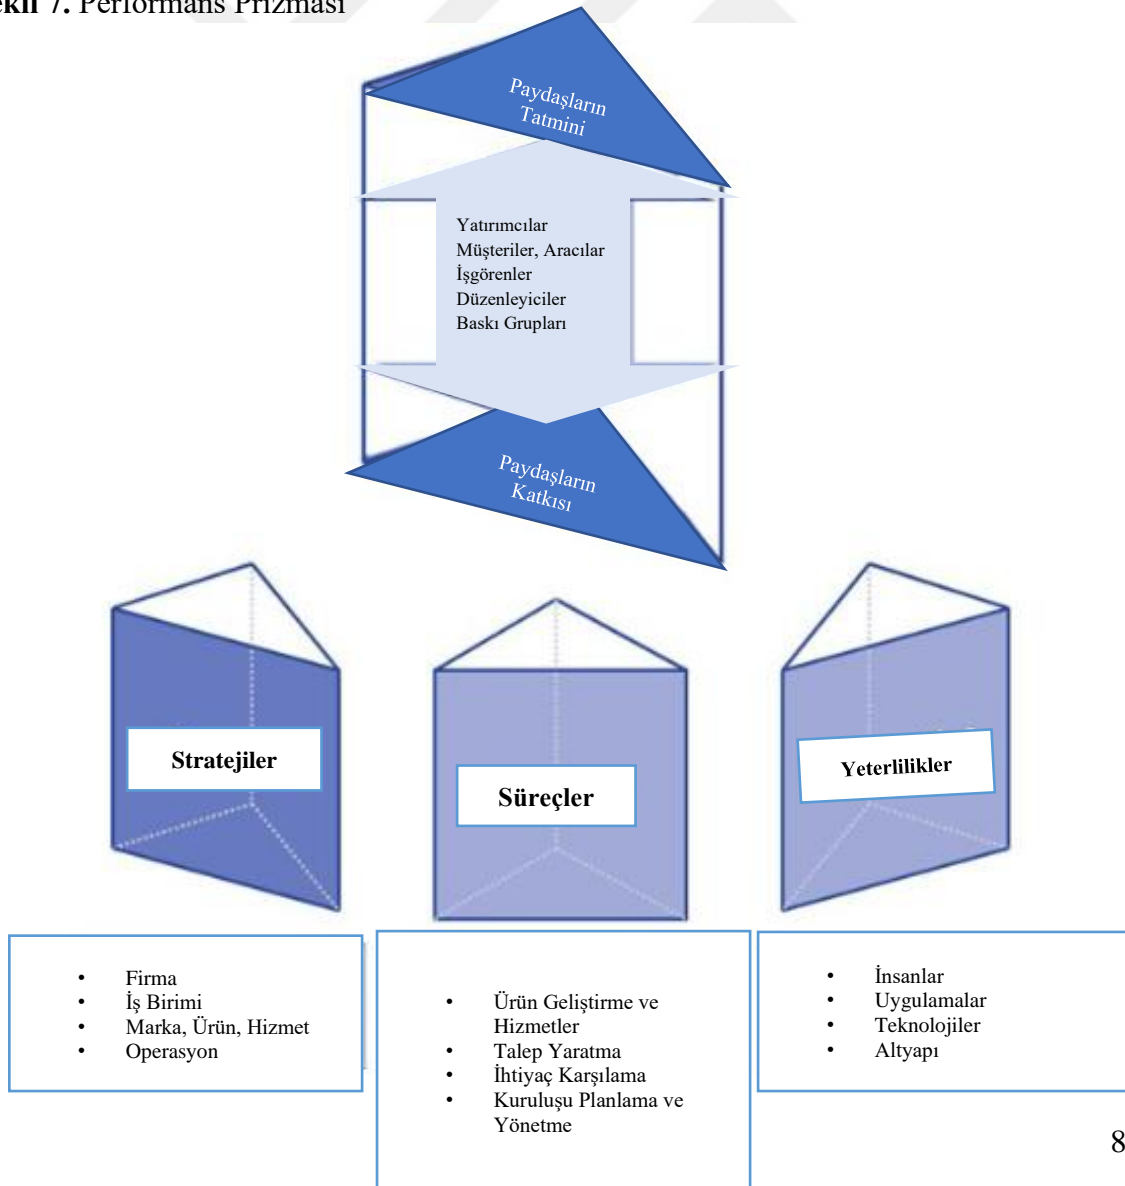 ekil 7. Performans Prizması
Paydaşların
Tatmini
Yatırımcılar
Müşteriler, Aracılar
İşgörenler
Düzenleyiciler
Baskı Grupları
Paydaşların
Katkısı
Stratejiler
Süreçler
Yeterlilikler
• Firma
• İş Birimi
• Marka, Ürün, Hizmet
• Operasyon
• Ürün Geliştirme ve
Hizmetler
• Talep Yaratma
• İhtiyaç Karşılama
• Kuruluşu Planlama ve
Yönetme
• İnsanlar
• Uygulamalar
• Teknolojiler
• Altyapı
8